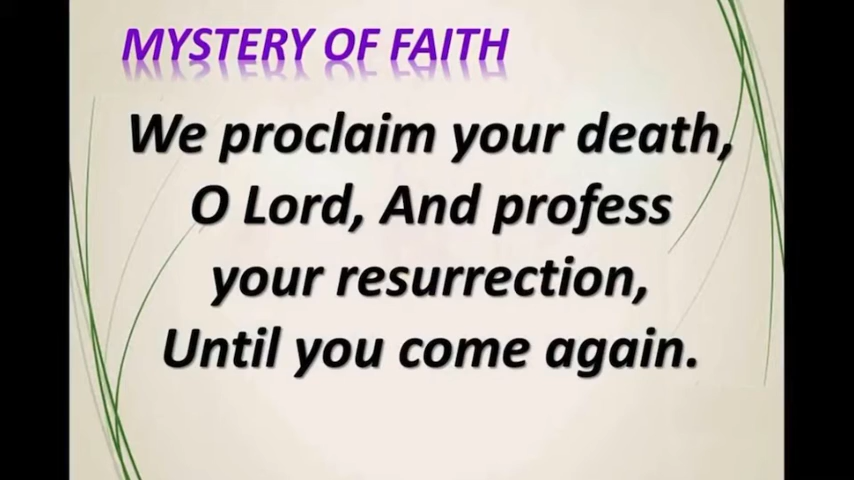 MYSTERY OF FAITH
We proclaim your death,
O Lord, And profess
your resurrection,
Until you come again.